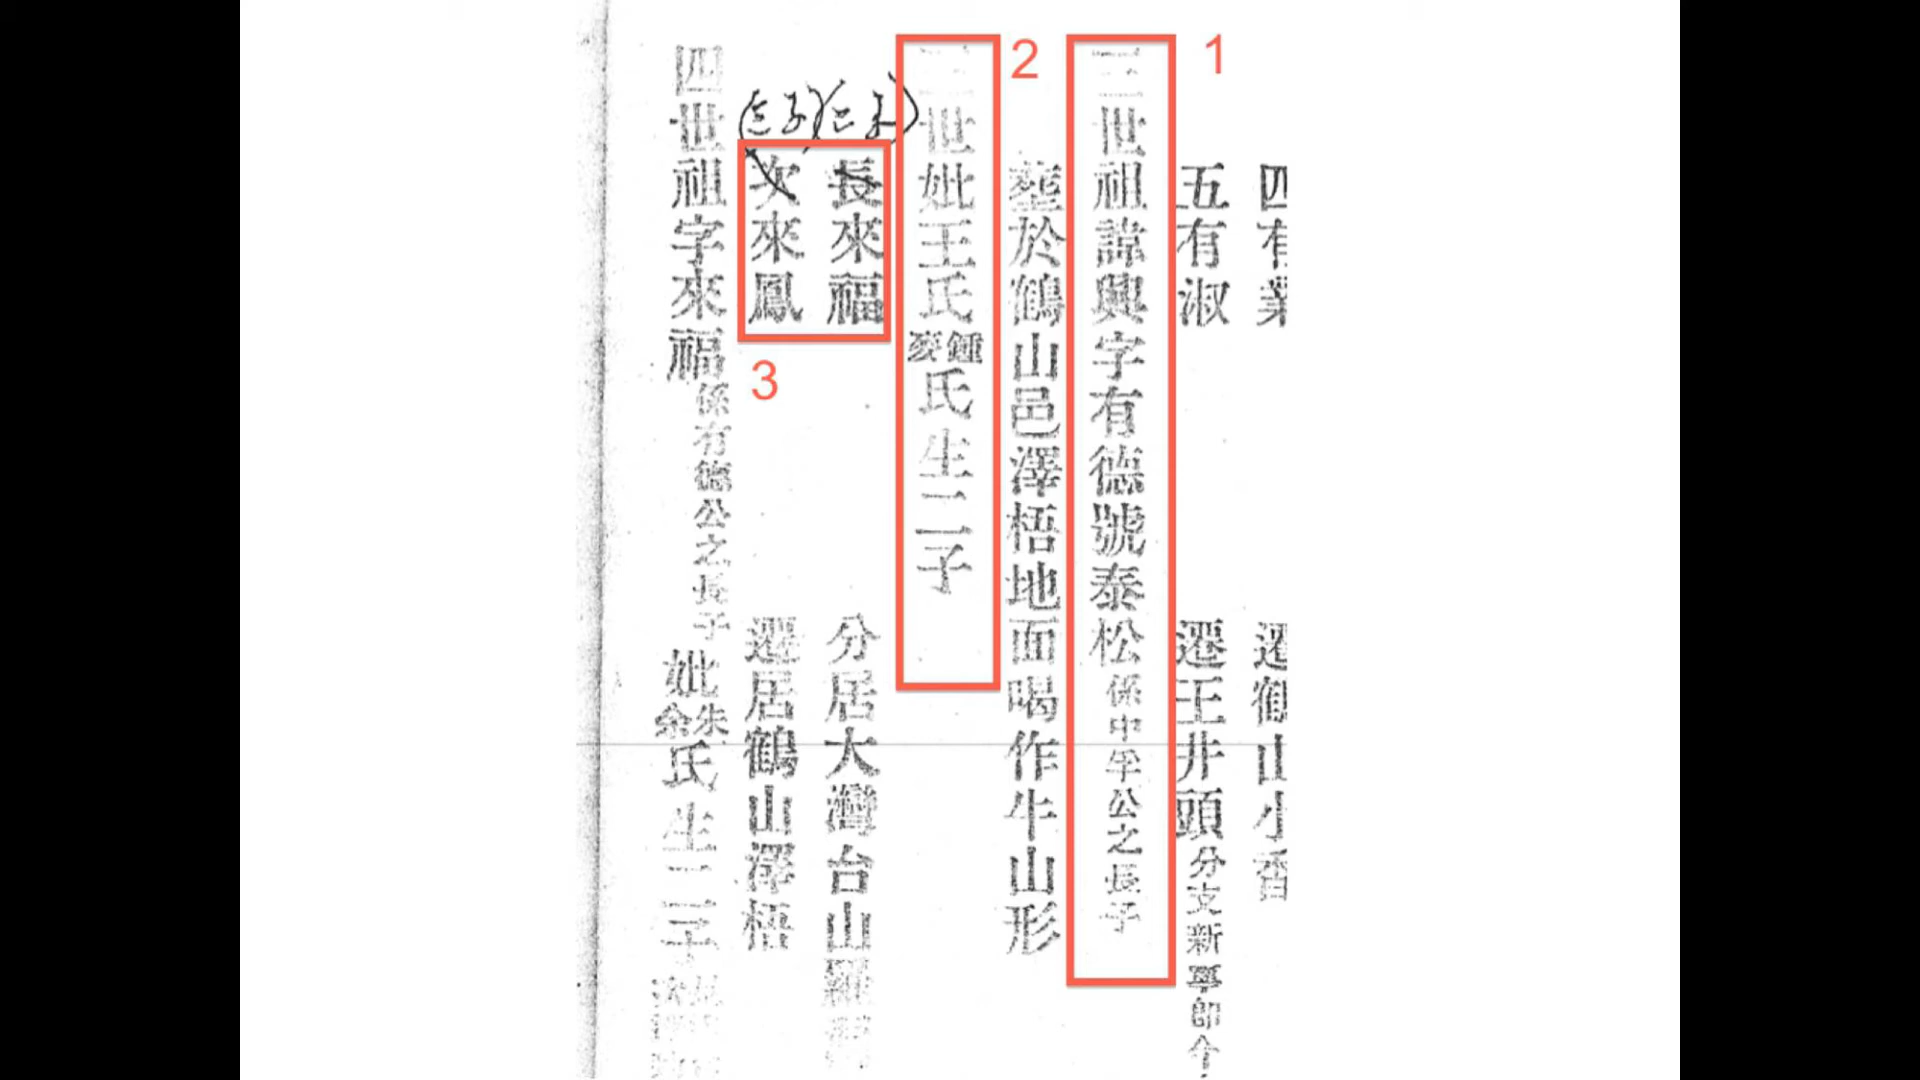 四有業
遷鶴山小香
五有淑
遷王井頭分支新寧即今
1
三世祖諱興字有德號泰松係中孚公之長子
塟於鶴山邑澤梧地面喝作牛山形
2
三世妣王氏鍾麥氏生二子
長來福
分居大灣台山
次來鳳
遷居鶴山澤梧
3
四世祖字來福係有德公之長子
妣朱余氏生二子